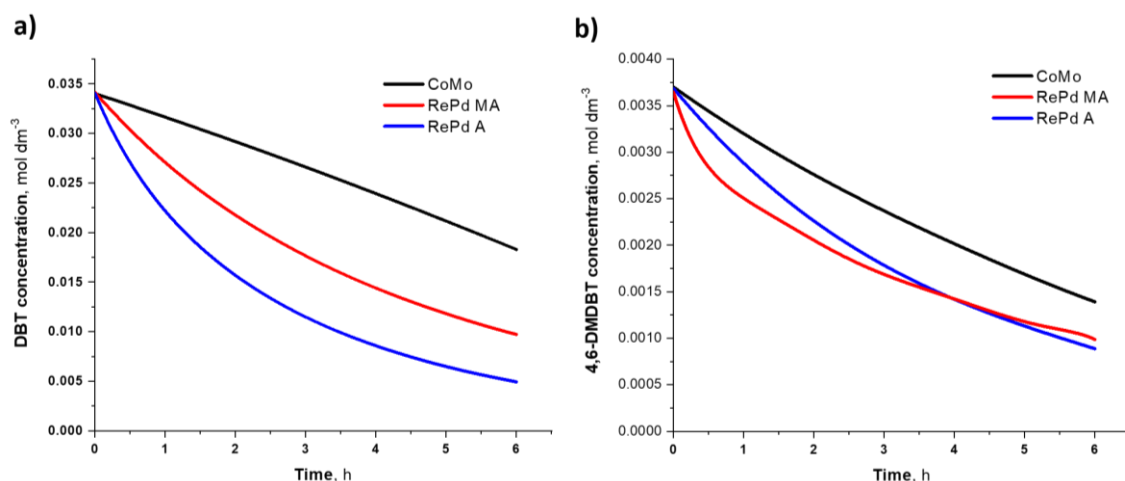 a)
DBT concentration, mol dm⁻³
0.035
0.030
0.025
0.020
0.015
0.010
0.005
0.000
CoMo
RePd MA
RePd A
0 1 2 3 4 5 6
Time, h
b)
4,6-DMDBT concentration, mol dm⁻³
0.0040
0.0035
0.0030
0.0025
0.0020
0.0015
0.0010
0.0005
0.0000
CoMo
RePd MA
RePd A
0 1 2 3 4 5 6
Time, h